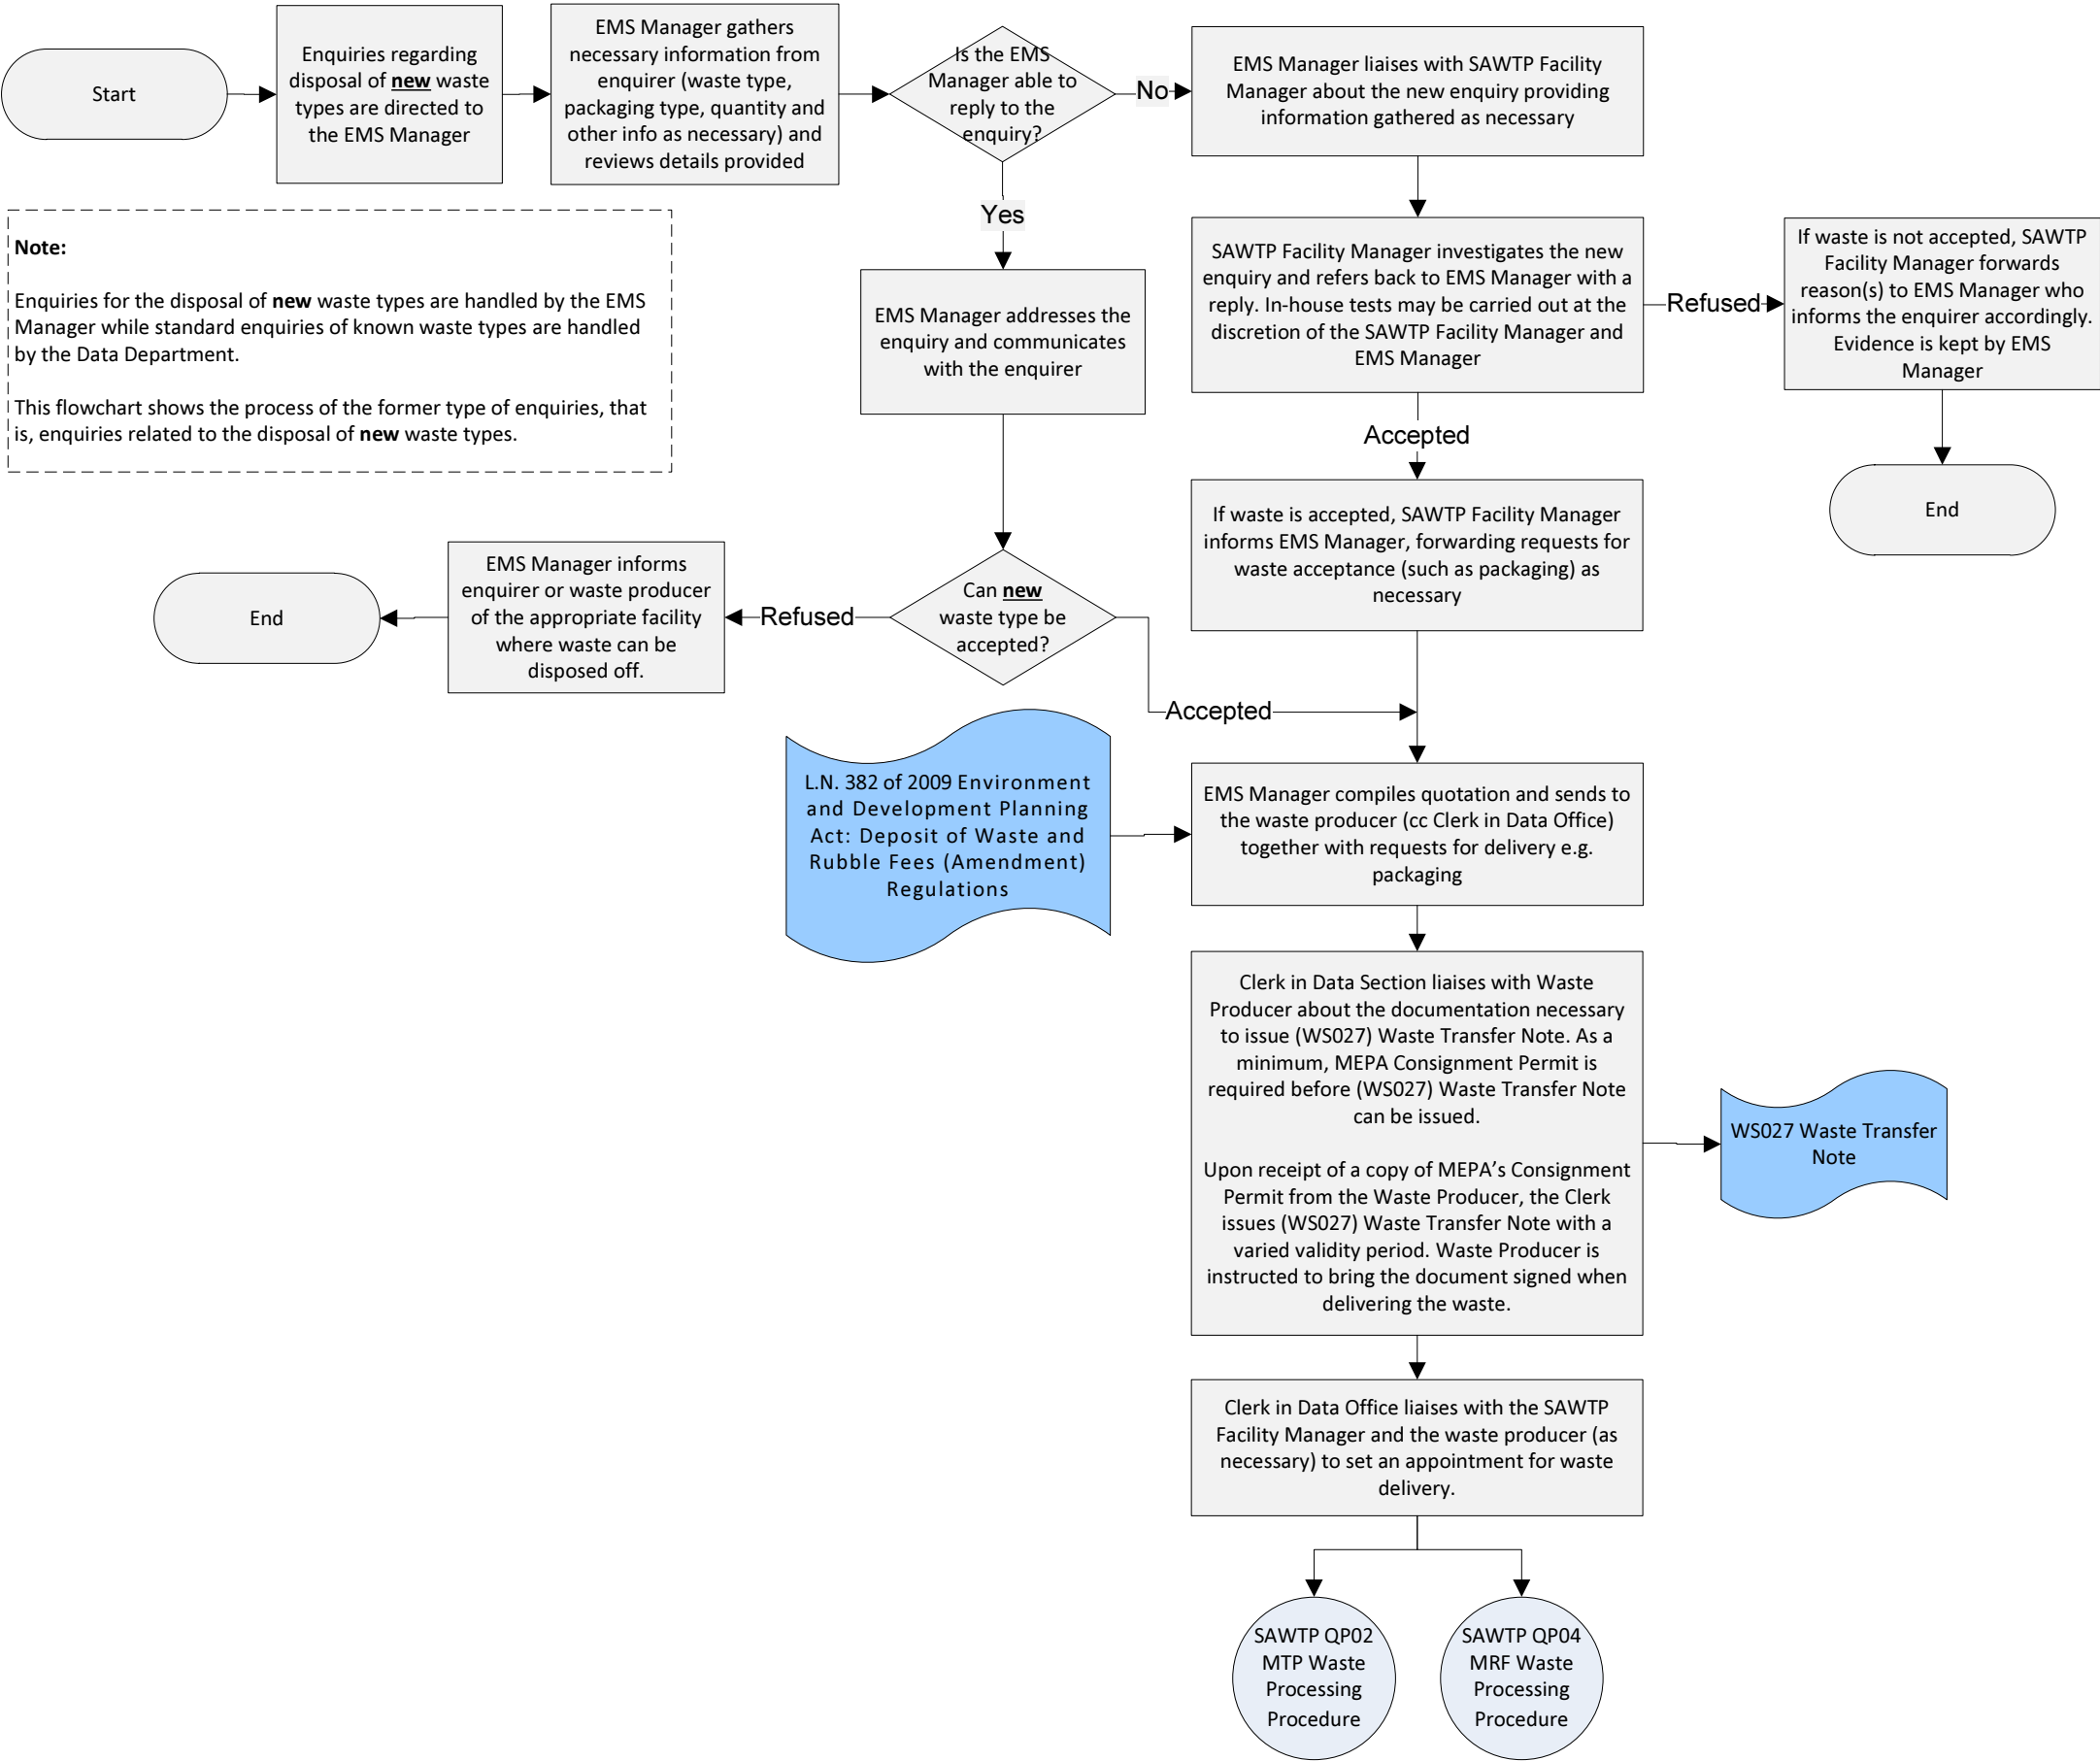 Start
Enquiries regarding
disposal of new waste
types are directed to
the EMS Manager
EMS Manager gathers
necessary information from
enquirer (waste type,
packaging type, quantity and
other info as necessary) and
reviews details provided
Is the EMS
Manager able to
reply to the
enquiry?
No
EMS Manager liaises with SAWTP Facility
Manager about the new enquiry providing
information gathered as necessary
Yes
Note:
Enquiries for the disposal of new waste types are handled by the EMS
Manager while standard enquiries of known waste types are handled
by the Data Department.
This flowchart shows the process of the former type of enquiries, that
is, enquiries related to the disposal of new waste types.
EMS Manager addresses the
enquiry and communicates
with the enquirer
SAWTP Facility Manager investigates the new
enquiry and refers back to EMS Manager with a
reply. In-house tests may be carried out at the
discretion of the SAWTP Facility Manager and
EMS Manager
Refused
If waste is not accepted, SAWTP
Facility Manager forwards
reason(s) to EMS Manager who
informs the enquirer accordingly.
Evidence is kept by EMS
Manager
Accepted
End
If waste is accepted, SAWTP Facility Manager
informs EMS Manager, forwarding requests for
waste acceptance (such as packaging) as
necessary
End
EMS Manager informs
enquirer or waste producer
of the appropriate facility
where waste can be
disposed off.
Refused
Can new
waste type be
accepted?
Accepted
L.N. 382 of 2009 Environment
and Development Planning
Act: Deposit of Waste and
Rubble Fees (Amendment)
Regulations
EMS Manager compiles quotation and sends to
the waste producer (cc Clerk in Data Office)
together with requests for delivery e.g.
packaging
Clerk in Data Section liaises with Waste
Producer about the documentation necessary
to issue (WS027) Waste Transfer Note. As a
minimum, MEPA Consignment Permit is
required before (WS027) Waste Transfer Note
can be issued.
Upon receipt of a copy of MEPA’s Consignment
Permit from the Waste Producer, the Clerk
issues (WS027) Waste Transfer Note with a
varied validity period. Waste Producer is
instructed to bring the document signed when
delivering the waste.
WS027 Waste Transfer
Note
Clerk in Data Office liaises with the SAWTP
Facility Manager and the waste producer (as
necessary) to set an appointment for waste
delivery.
SAWTP QP02
MTP Waste
Processing
Procedure
SAWTP QP04
MRF Waste
Processing
Procedure